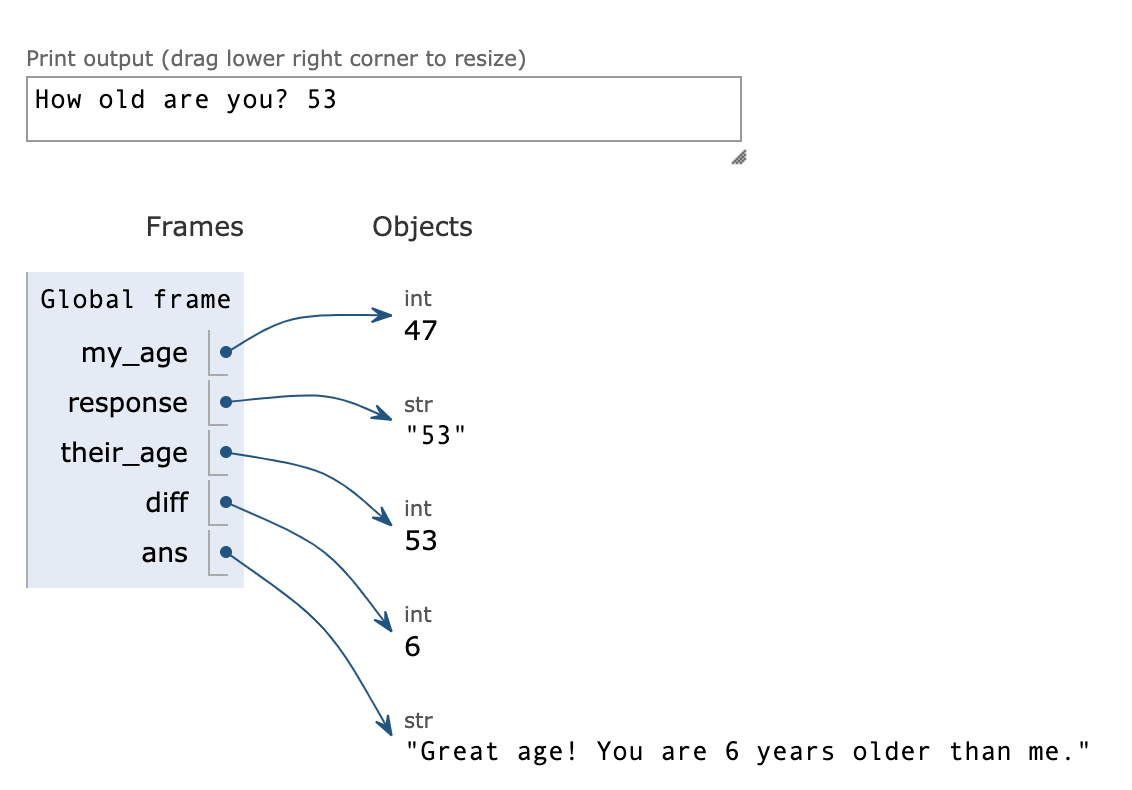 Print output (drag lower right corner to resize)
How old are you? 53
Frames
Objects
Global frame
my_age
response
their_age
diff
ans
int
47
str
"53"
int
53
int
6
str
"Great age! You are 6 years older than me."